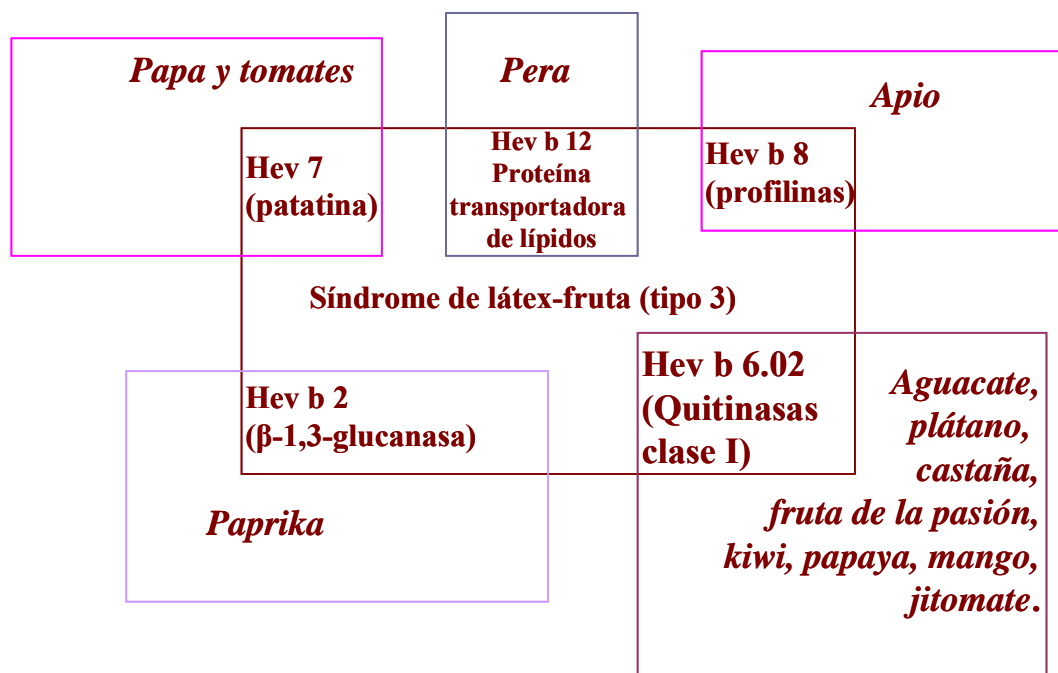 Papa y tomates
Pera
Apio
Hev 7
(patatina)
Hev b 12
Proteína
transportadora
de lípidos
Hev b 8
(profilinas)
Síndrome de látex-fruta (tipo 3)
Hev b 2
(β-1,3-glucanasa)
Paprika
Hev b 6.02
(Quitinasas
clase I)
Aguacate,
plátano,
castaña,
fruta de la pasión,
kiwi, papaya, mango,
jitomate.